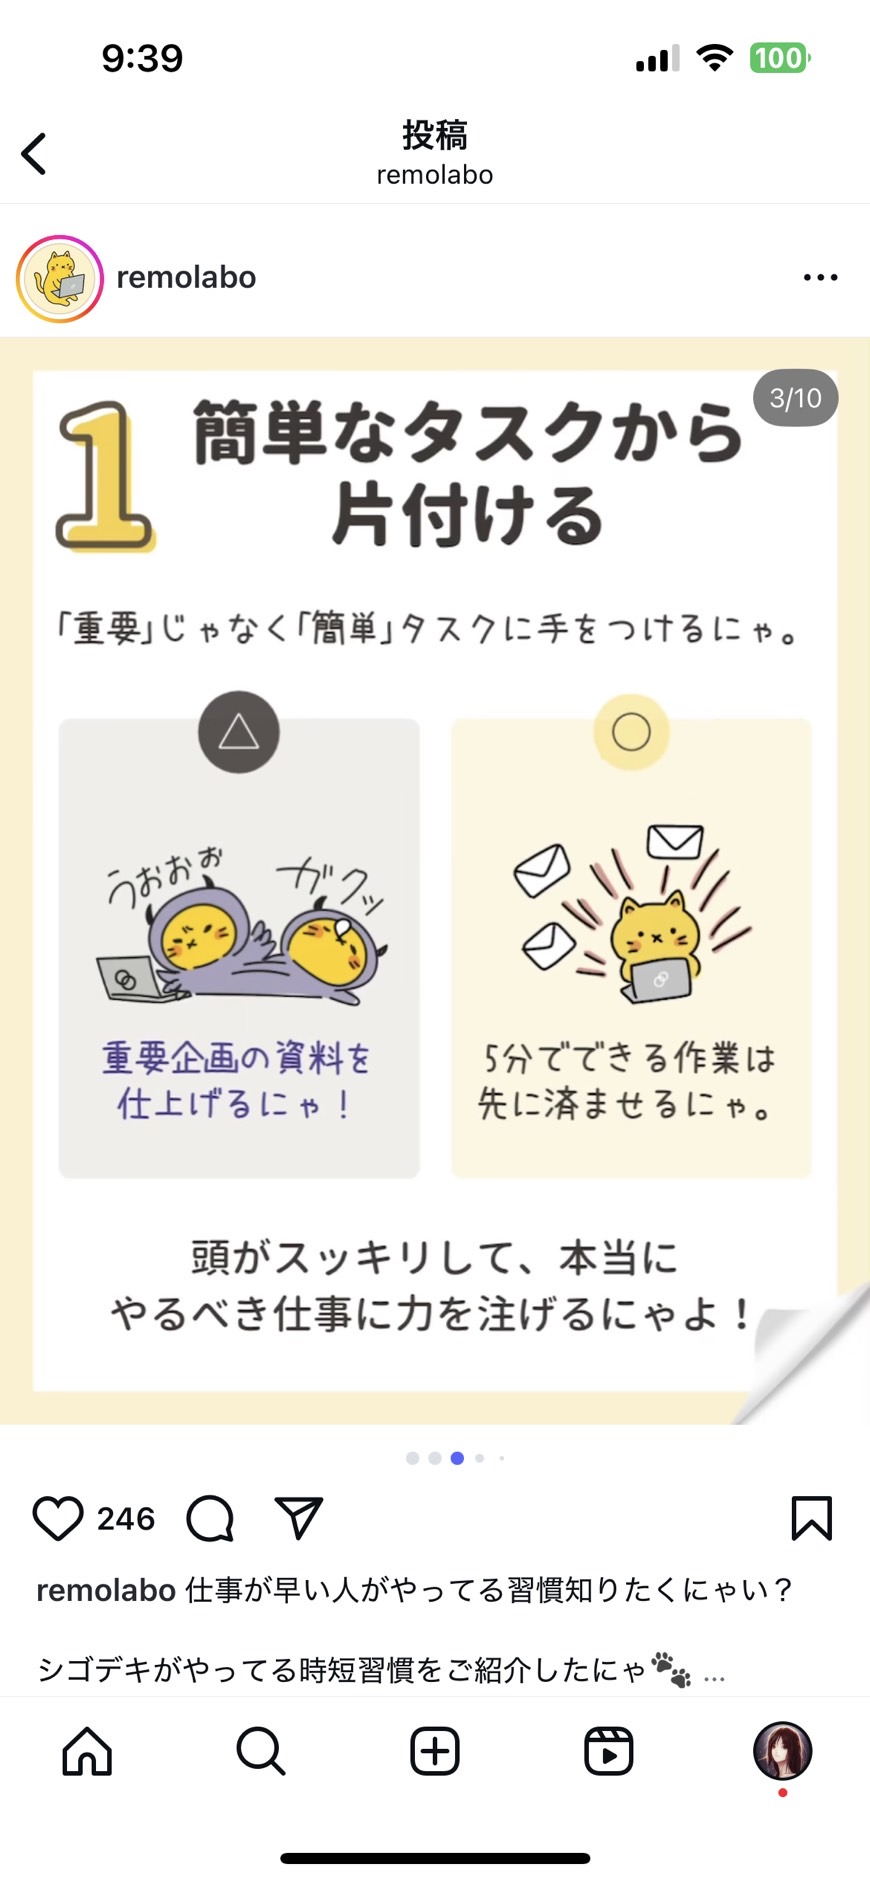 9:39
100
投稿
remolabo
remolabo
3/10
1
簡単なタスクから
片付ける
「重要」じゃなく「簡単」タスクに手をつけるにゃ。
△
○
うおおぉ
ガクッ
重要企画の資料を
仕上げるにゃ！
5分でできる作業は
先に済ませるにゃ。
頭がスッキリして、本当に
やるべき仕事に力を注げるにゃよ！
246
remolabo 仕事が早い人がやってる習慣知りたくにゃい？
シゴデキがやってる時短習慣をご紹介したにゃ🐾 ...